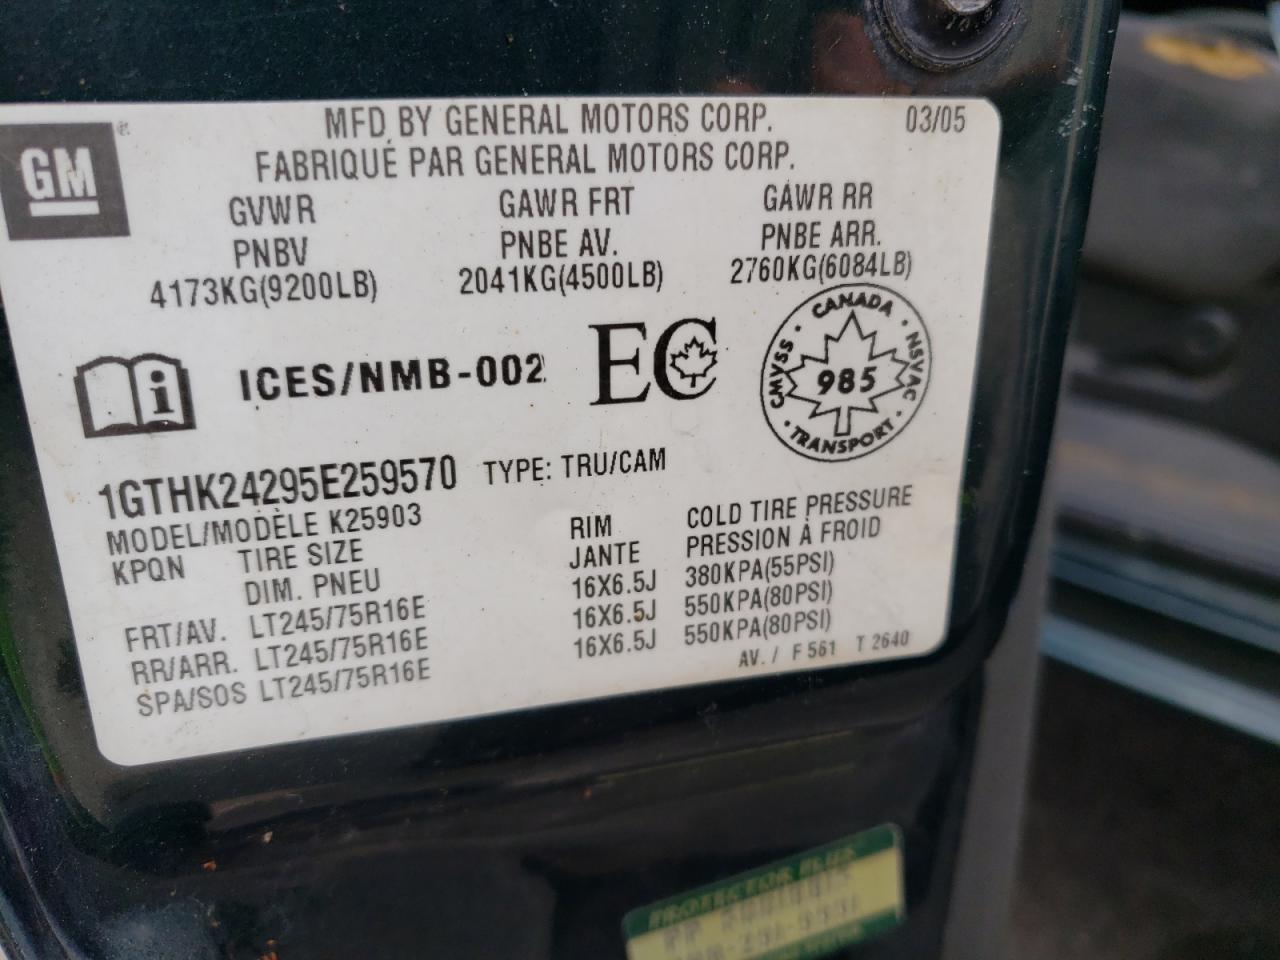 GM
MFD BY GENERAL MOTORS CORP. 03/05
FABRIQUÉ PAR GENERAL MOTORS CORP.
GVWR GAWR FRT GAWR RR
PNBV PNBE AV. PNBE ARR.
4173KG(9200LB) 2041KG(4500LB) 2760KG(6084LB)
i ICES/NMB-002 EC
CANADA · NSVAC · TRANSPORT · CMVSS ·
985
1GTHK24295E259570 TYPE: TRU/CAM
MODEL/MODÈLE K25903
KPQN TIRE SIZE RIM COLD TIRE PRESSURE
DIM. PNEU JANTE PRESSION À FROID
FRT/AV. LT245/75R16E 16X6.5J 380KPA(55PSI)
RR/ARR. LT245/75R16E 16X6.5J 550KPA(80PSI)
SPA/SOS LT245/75R16E 16X6.5J 550KPA(80PSI)
AV./ F 561 T 2640
PROTECTOR PLUS